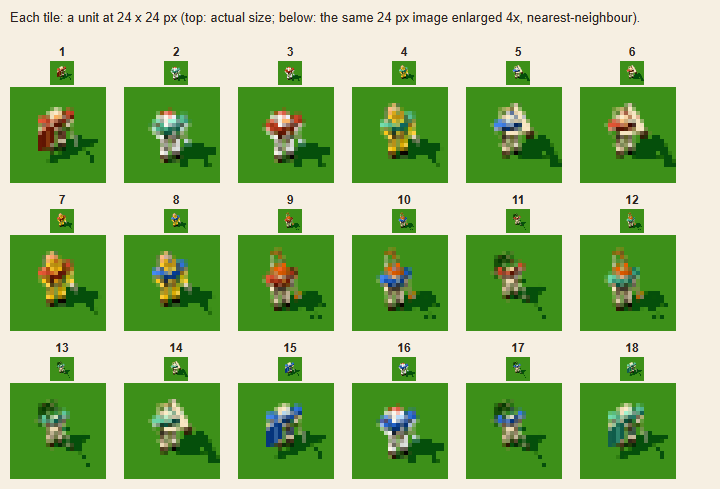 Each tile: a unit at 24 x 24 px (top: actual size; below: the same 24 px image enlarged 4x, nearest-neighbour).
1 2 3 4 5 6
7 8 9 10 11 12
13 14 15 16 17 18